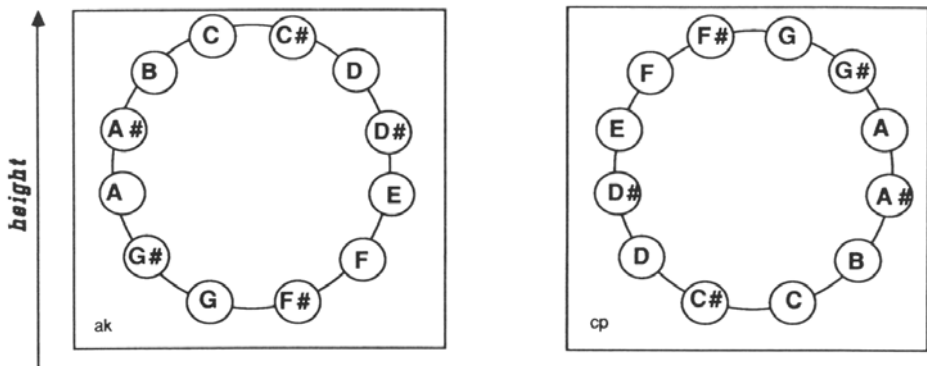 height
C C#
B D
A# D#
A E
G# F
G F#
ak
F# G
F G#
E A
D# A#
D B
C# C
cp